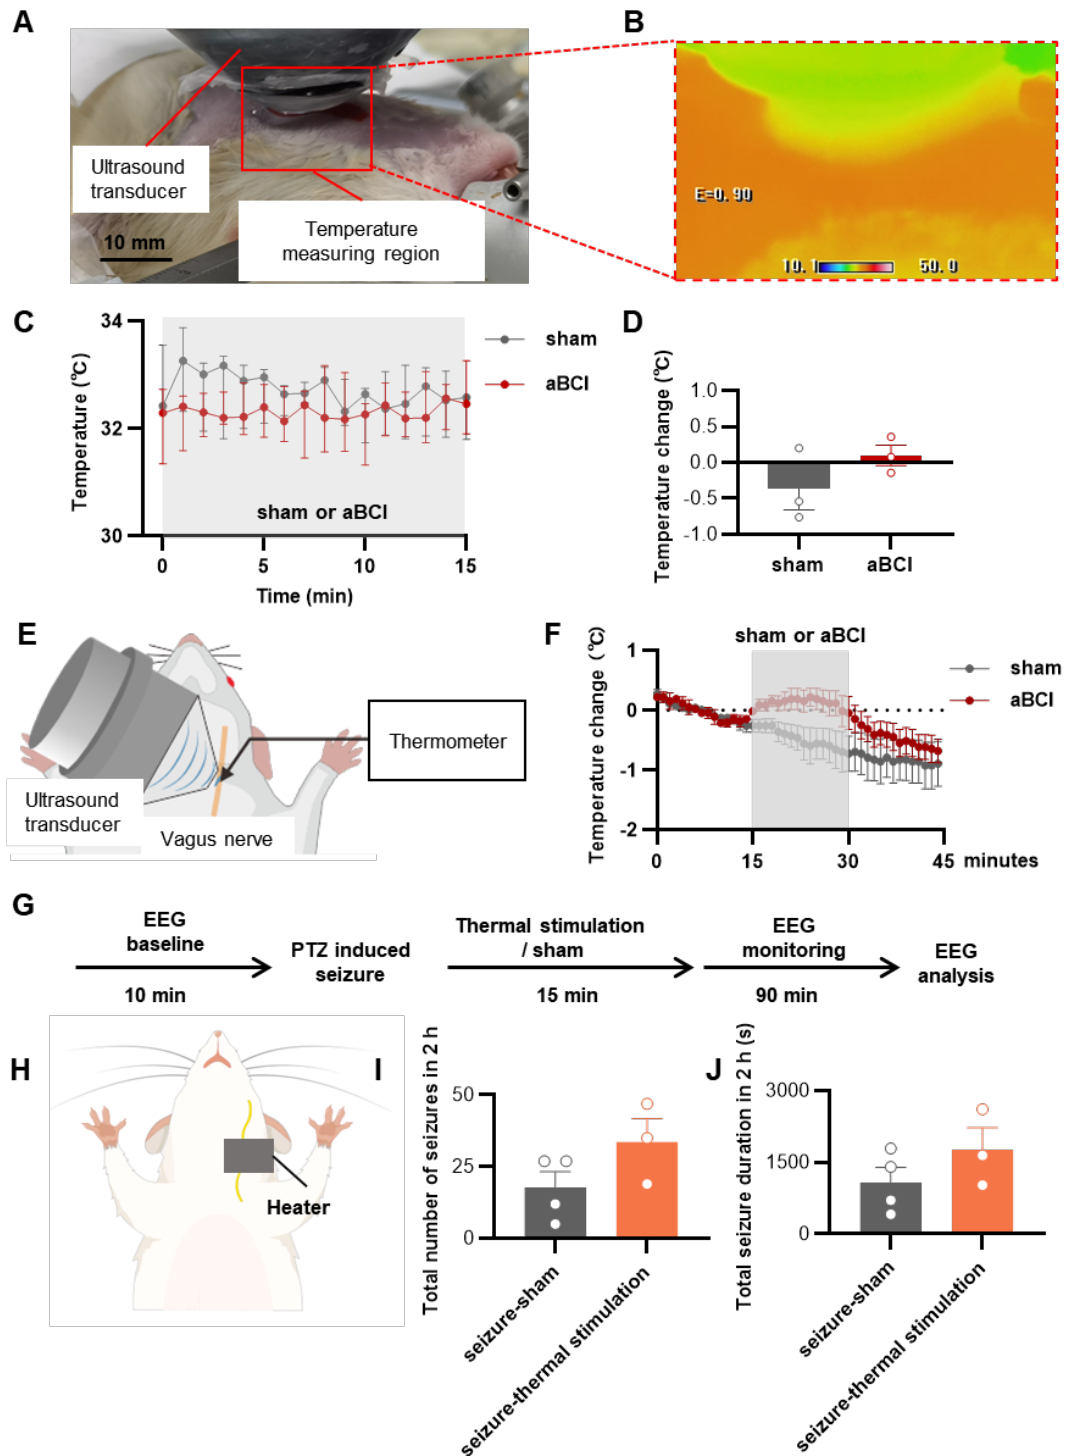 A
B
Ultrasound
transducer
Temperature
measuring region
10 mm
E=0.90
10.1
50.0
C
Temperature (°C)
34
32
30
sham
aBCI
sham or aBCI
0
5
10
15
Time (min)
D
Temperature change (°C)
1.0
0.5
0.0
-0.5
-1.0
sham
aBCI
E
Ultrasound
transducer
Vagus nerve
Thermometer
F
sham or aBCI
Temperature change (°C)
1
0
-1
-2
0
15
30
45
minutes
sham
aBCI
G
EEG
baseline
10 min
PTZ induced
seizure
Thermal stimulation
/ sham
15 min
EEG
monitoring
90 min
EEG
analysis
H
Heater
I
Total number of seizures in 2 h
50
25
0
seizure-sham
seizure-thermal stimulation
J
Total seizure duration in 2 h (s)
3000
1500
0
seizure-sham
seizure-thermal stimulation